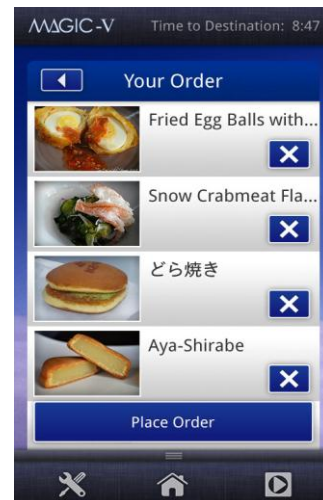 MAGIC-V Time to Destination: 8:47
Your Order
Fried Egg Balls with...
Snow Crabmeat Fla...
どら焼き
Aya-Shirabe
Place Order